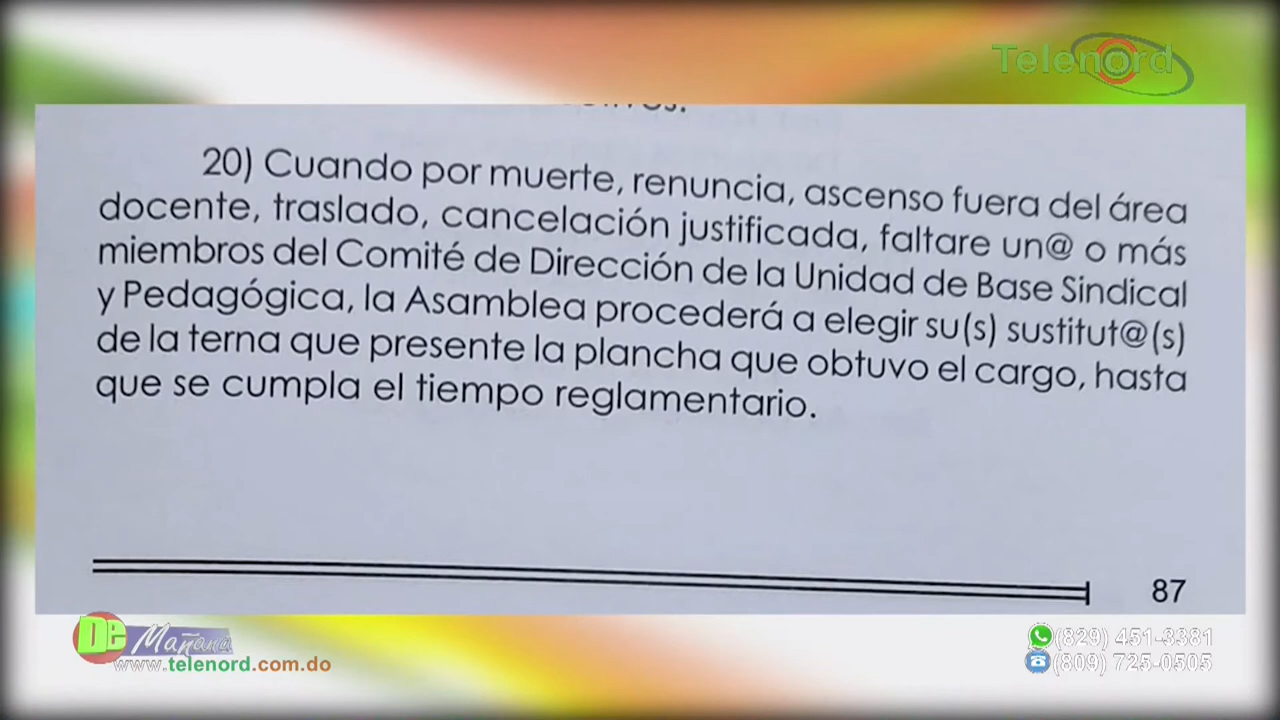 Telenord
20) Cuando por muerte, renuncia, ascenso fuera del área
docente, traslado, cancelación justificada, faltare un@ o más
miembros del Comité de Dirección de la Unidad de Base Sindical
y Pedagógica, la Asamblea procederá a elegir su(s) sustitut@(s)
de la terna que presente la plancha que obtuvo el cargo, hasta
que se cumpla el tiempo reglamentario.
87
De Mañana
www.telenord.com.do
(829) 451-3381
(809) 725-0505